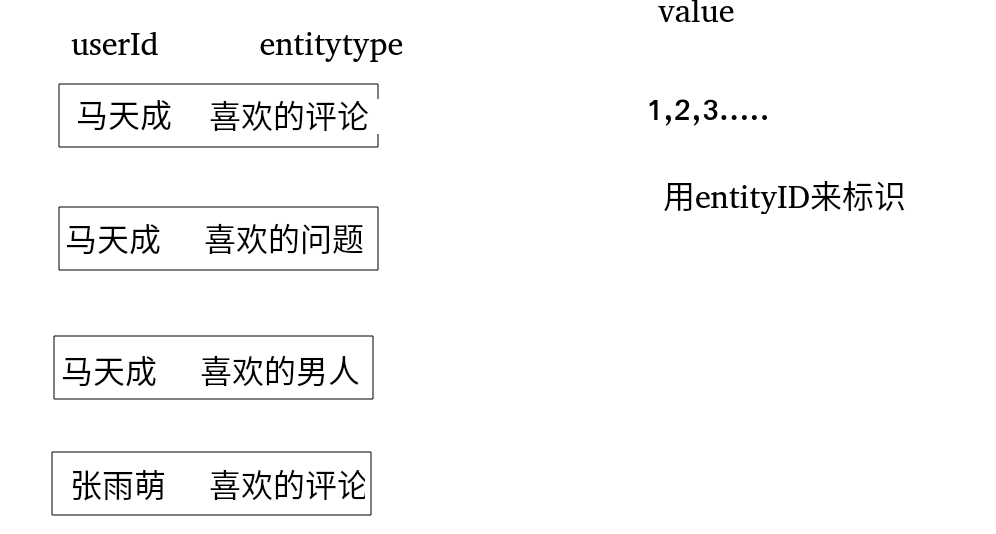 value
userId entitytype
马天成 喜欢的评论
1,2,3.....
用entityID来标识
马天成 喜欢的问题
马天成 喜欢的男人
张雨萌 喜欢的评论